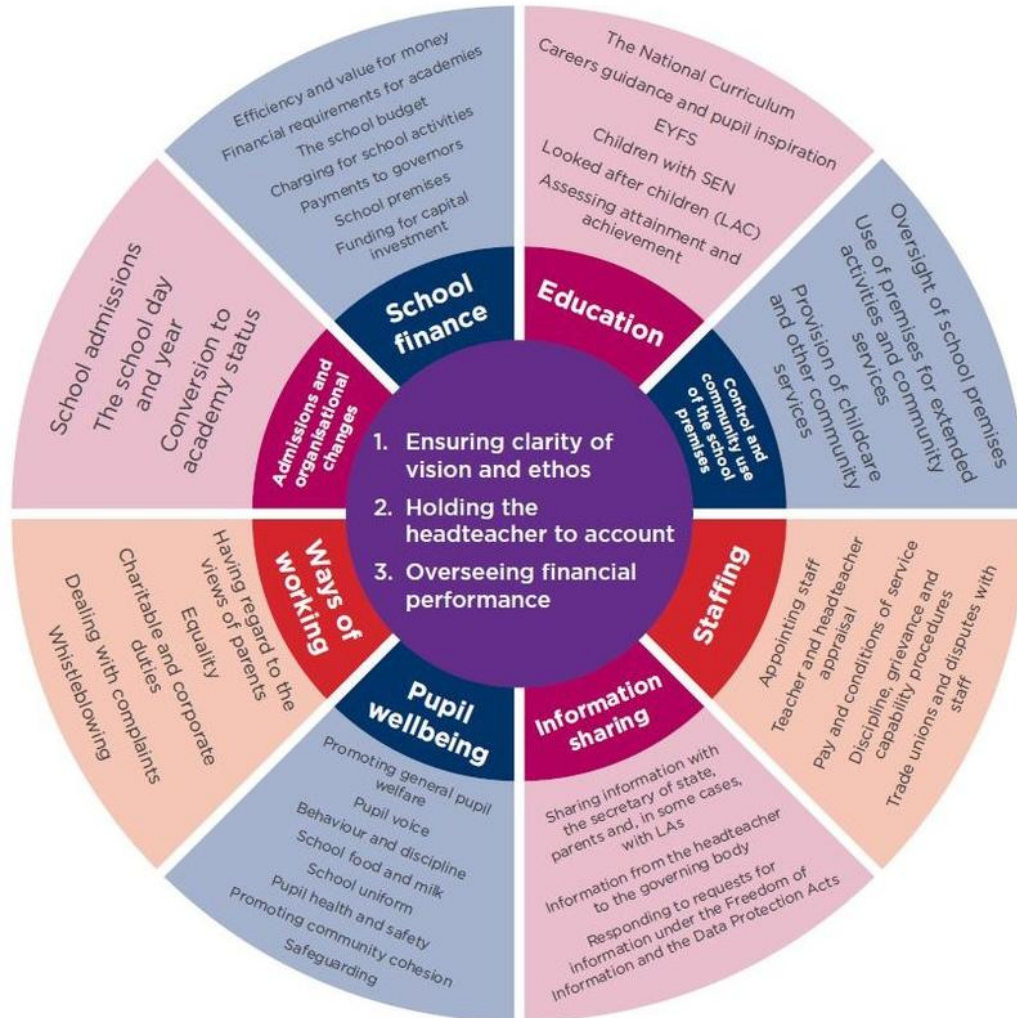 Efficiency and value for money
Financial requirements for academies
The school budget
Charging for school activities
Payments to governors
School premises
Funding for capital
investment
School
finance
The National Curriculum
Careers guidance and pupil inspiration
EYFS
Children with SEN
Looked after children (LAC)
Assessing attainment and
achievement
Education
Oversight of school premises
Use of premises for extended
activities and community
services
Provision of childcare
and other community
services
Control and
community use
of the school
premises
Appointing staff
Teacher and headteacher
appraisal
Pay and conditions of service
Discipline, grievance and
capability procedures
Trade unions and disputes with
staff
Staffing
Information
sharing
Sharing information with
the secretary of state,
parents and, in some cases,
with LAs
Information from the headteacher
to the governing body
Responding to requests for
information under the Freedom of
Information and the Data Protection Acts
Pupil
wellbeing
Promoting general pupil
welfare
Pupil voice
Behaviour and discipline
School food and milk
School uniform
Pupil health and safety
Promoting community cohesion
Safeguarding
Ways of
working
Having regard to the
views of parents
Equality
Charitable and corporate
duties
Dealing with complaints
Whistleblowing
School admissions
The school day
and year
Conversion to
academy status
Admissions and
organisational
changes
1. Ensuring clarity of
vision and ethos
2. Holding the
headteacher to account
3. Overseeing financial
performance